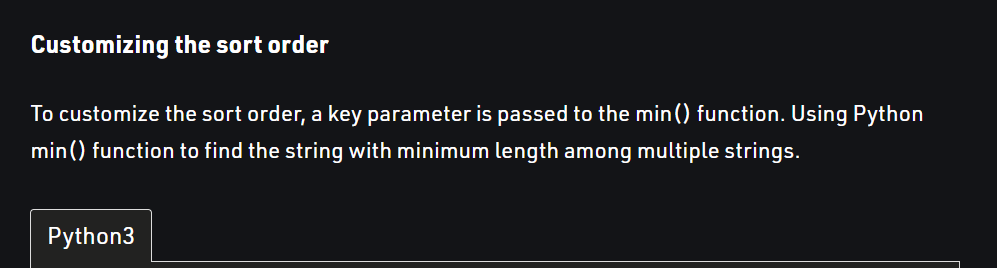 Customizing the sort order
To customize the sort order, a key parameter is passed to the min() function. Using Python
min() function to find the string with minimum length among multiple strings.
Python3